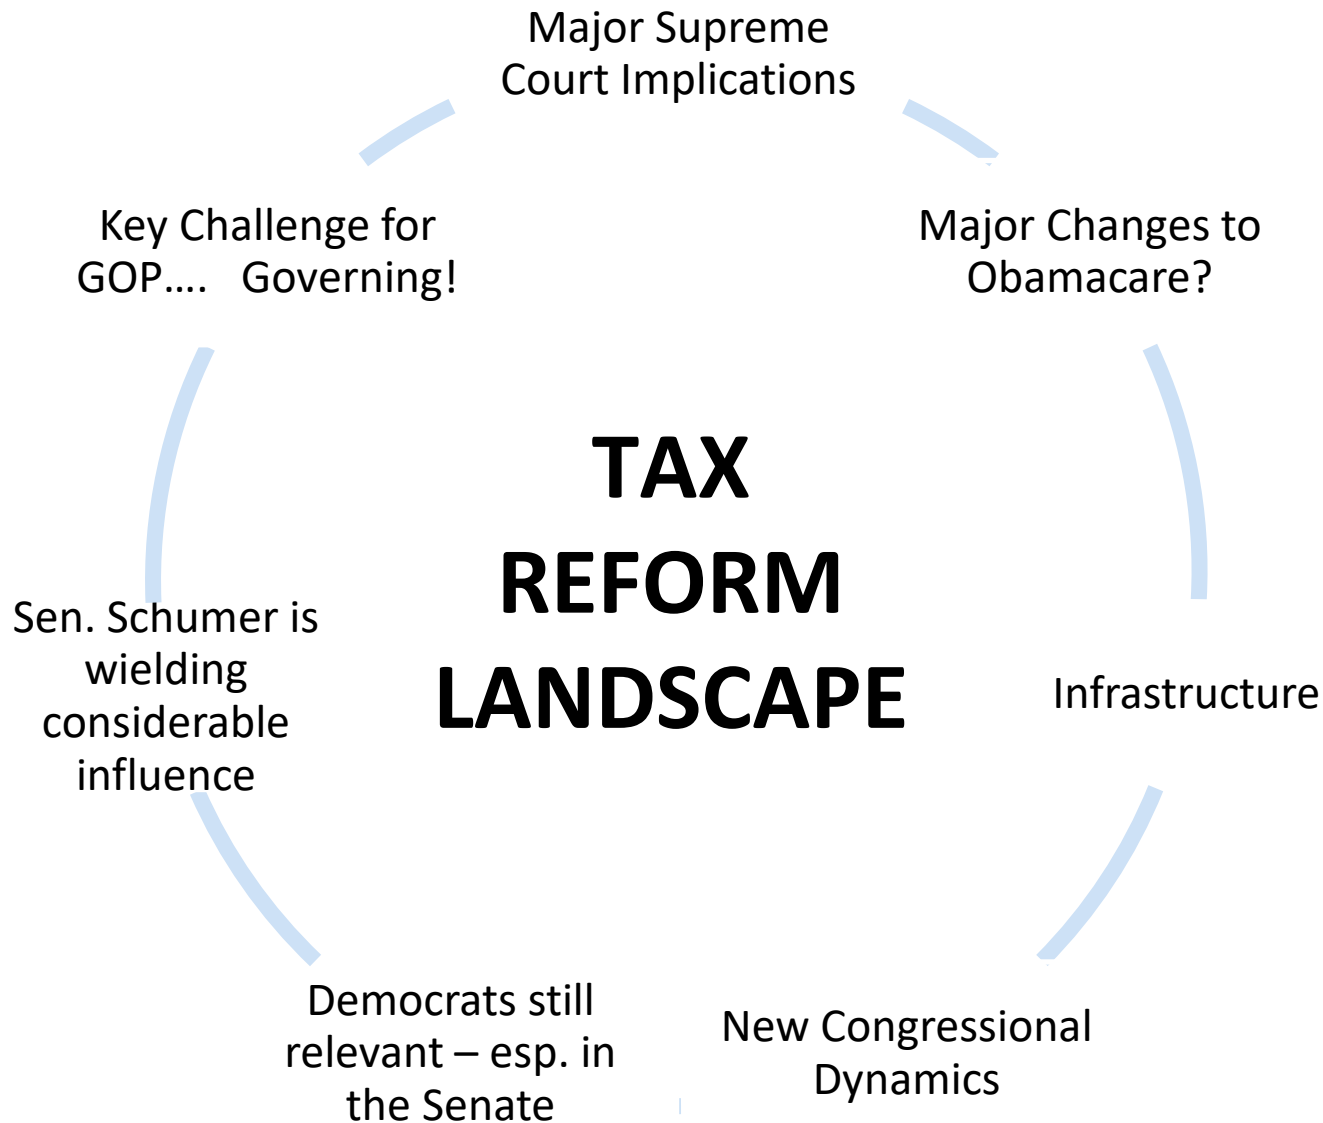 Major Supreme
Court Implications
Major Changes to
Obamacare?
Infrastructure
New Congressional
Dynamics
Democrats still
relevant – esp. in
the Senate
Sen. Schumer is
wielding
considerable
influence
Key Challenge for
GOP.... Governing!
TAX
REFORM
LANDSCAPE